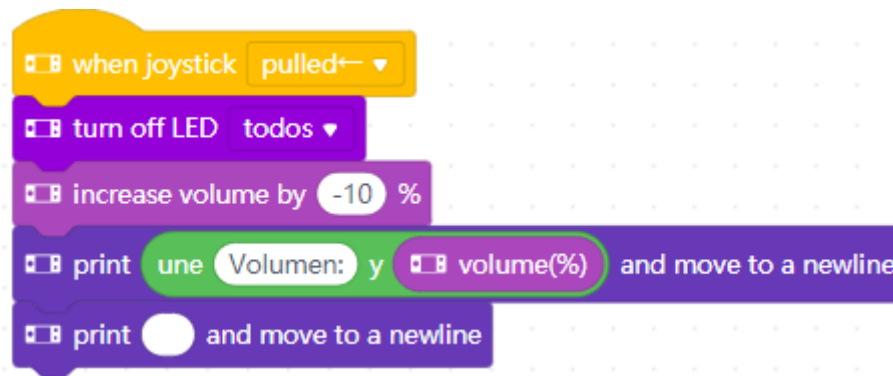 when joystick pulled←
turn off LED todos
increase volume by -10 %
print une Volumen: y volume(%) and move to a newline
print and move to a newline